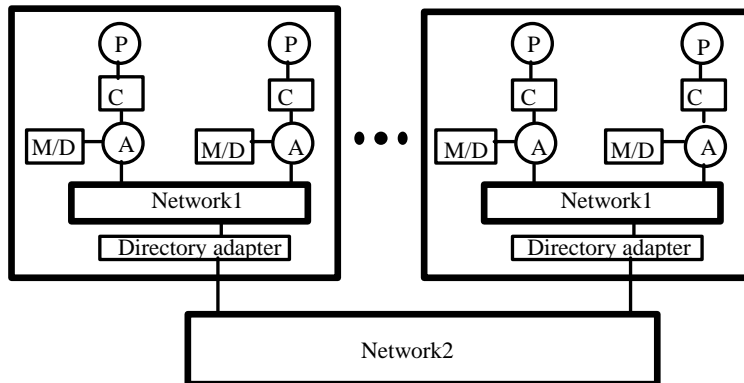 P P P P
C C C C
M/D A M/D A M/D A M/D A
Network1 Network1
Directory adapter Directory adapter
Network2